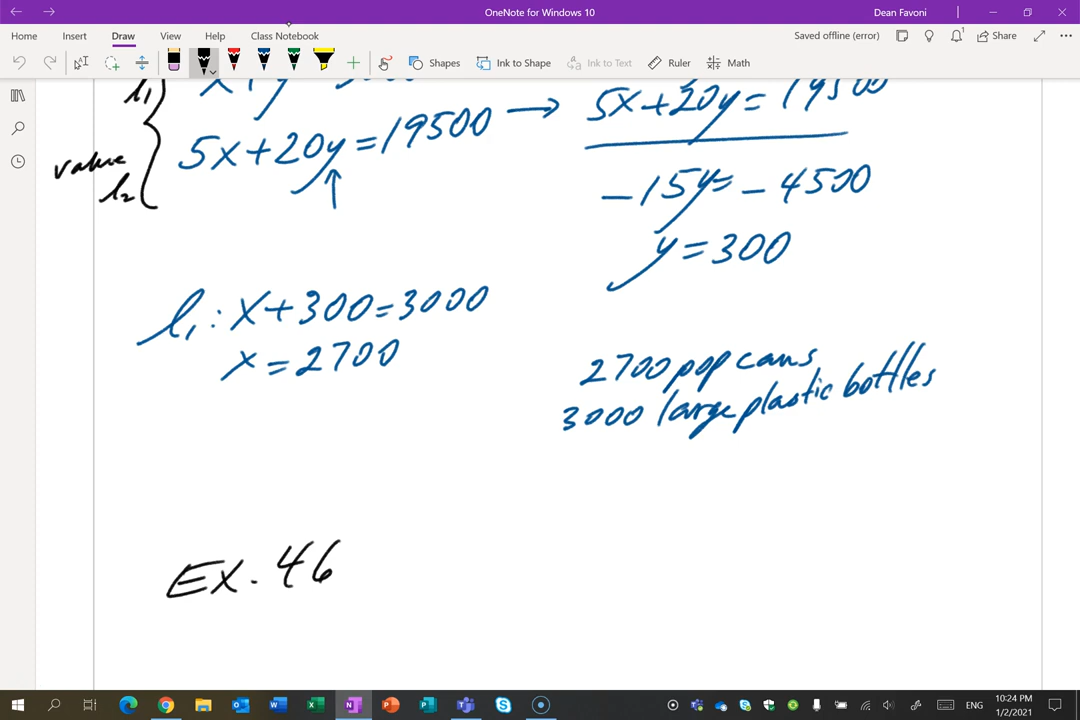 OneNote for Windows 10
Dean Favoni
Home Insert Draw View Help Class Notebook
Saved offline (error)
Share
Shapes
Ink to Shape
Ink to Text
Ruler
Math
l₁
5x+20y=19500 →
value
l₂
5x+20y=19500
-15y=-4500
y=300
l₁: x+300=3000
x=2700
2700 pop cans
3000 large plastic bottles
Ex. 46
ENG
10:24 PM
1/2/2021